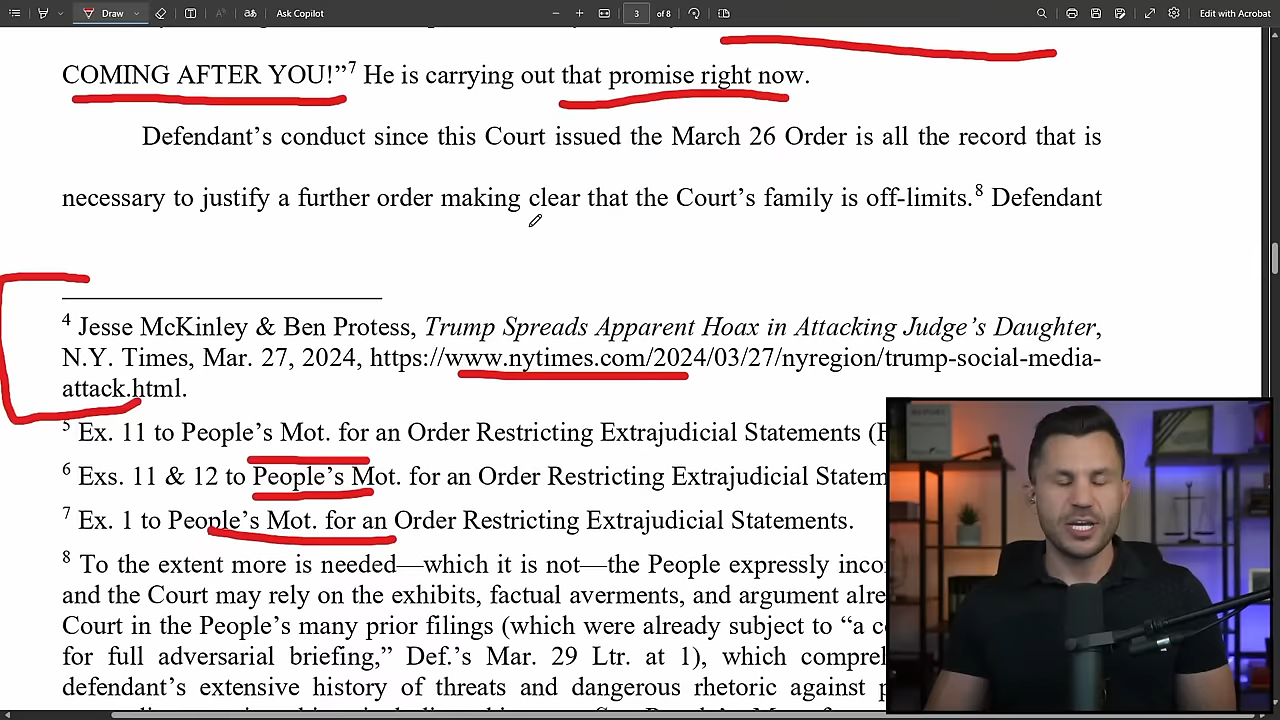 Draw
Ask Copilot
3
of 8
Edit with Acrobat
COMING AFTER YOU!”7 He is carrying out that promise right now.
Defendant’s conduct since this Court issued the March 26 Order is all the record that is
necessary to justify a further order making clear that the Court’s family is off-limits.8 Defendant
4 Jesse McKinley & Ben Protess, Trump Spreads Apparent Hoax in Attacking Judge’s Daughter,
N.Y. Times, Mar. 27, 2024, https://www.nytimes.com/2024/03/27/nyregion/trump-social-media-
attack.html.
5 Ex. 11 to People’s Mot. for an Order Restricting Extrajudicial Statements (
6 Exs. 11 & 12 to People’s Mot. for an Order Restricting Extrajudicial Statem
7 Ex. 1 to People’s Mot. for an Order Restricting Extrajudicial Statements.
8 To the extent more is needed—which it is not—the People expressly inco
and the Court may rely on the exhibits, factual averments, and argument alre
Court in the People’s many prior filings (which were already subject to “a c
for full adversarial briefing,” Def.’s Mar. 29 Ltr. at 1), which compre
defendant’s extensive history of threats and dangerous rhetoric against